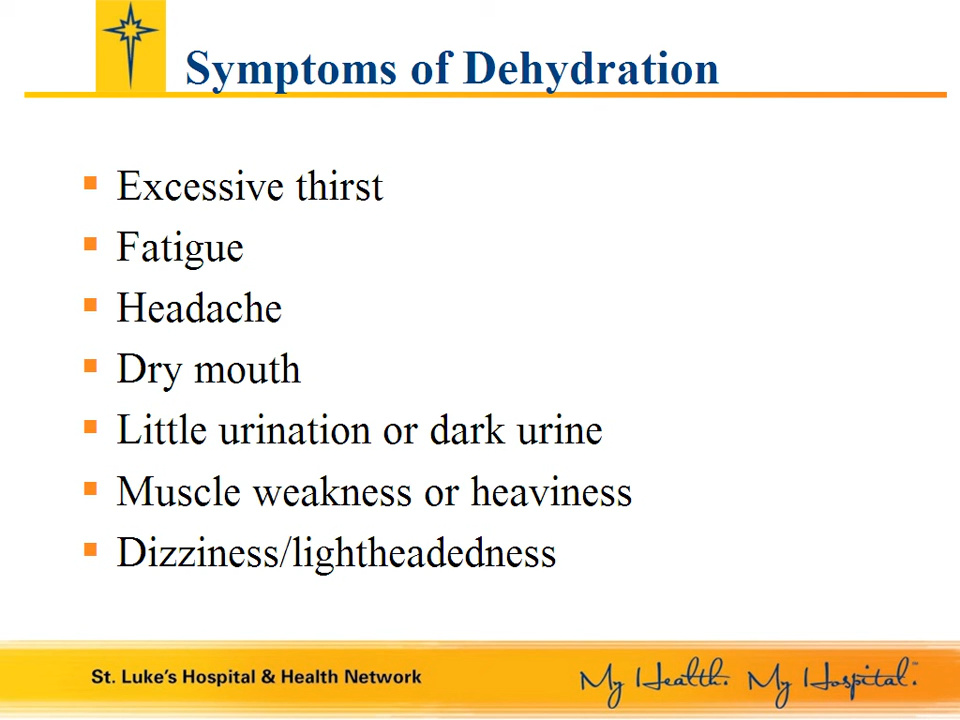 Symptoms of Dehydration
Excessive thirst
Fatigue
Headache
Dry mouth
Little urination or dark urine
Muscle weakness or heaviness
Dizziness/lightheadedness
St. Luke's Hospital & Health Network
My Health. My Hospital.™